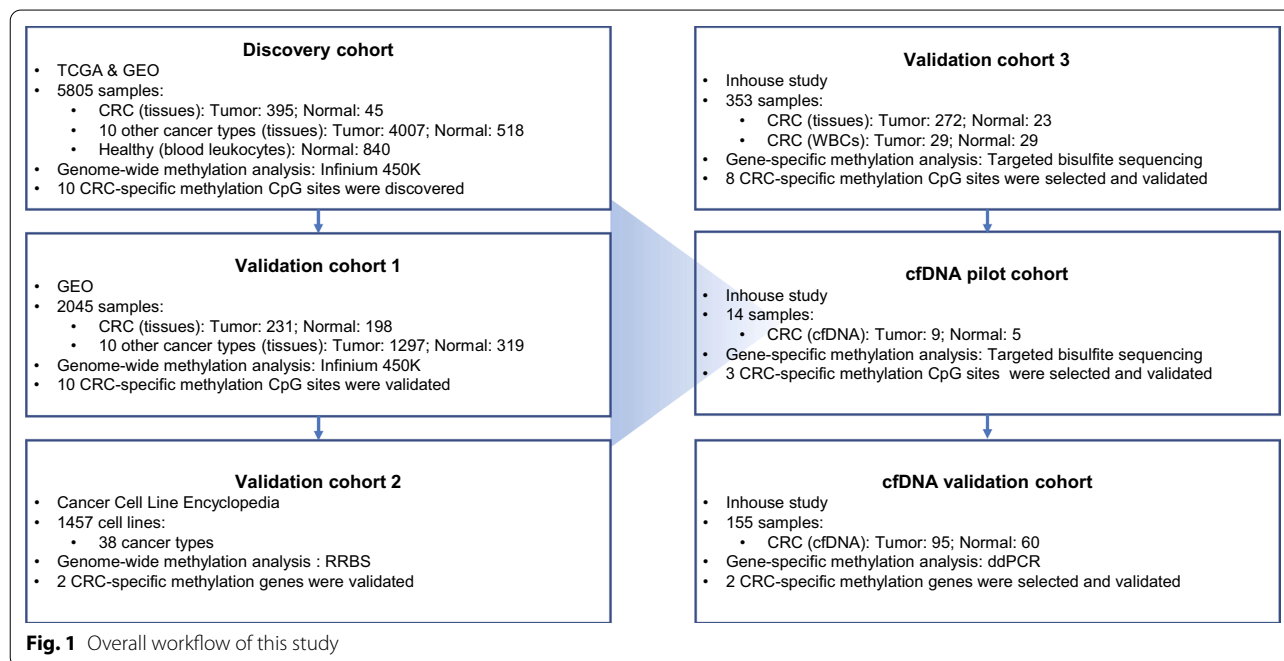 Discovery cohort
• TCGA & GEO
• 5805 samples:
• CRC (tissues): Tumor: 395; Normal: 45
• 10 other cancer types (tissues): Tumor: 4007; Normal: 518
• Healthy (blood leukocytes): Normal: 840
• Genome-wide methylation analysis: Infinium 450K
• 10 CRC-specific methylation CpG sites were discovered
Validation cohort 1
• GEO
• 2045 samples:
• CRC (tissues): Tumor: 231; Normal: 198
• 10 other cancer types (tissues): Tumor: 1297; Normal: 319
• Genome-wide methylation analysis: Infinium 450K
• 10 CRC-specific methylation CpG sites were validated
Validation cohort 2
• Cancer Cell Line Encyclopedia
• 1457 cell lines:
• 38 cancer types
• Genome-wide methylation analysis : RRBS
• 2 CRC-specific methylation genes were validated
Validation cohort 3
• Inhouse study
• 353 samples:
• CRC (tissues): Tumor: 272; Normal: 23
• CRC (WBCs): Tumor: 29; Normal: 29
• Gene-specific methylation analysis: Targeted bisulfite sequencing
• 8 CRC-specific methylation CpG sites were selected and validated
cfDNA pilot cohort
• Inhouse study
• 14 samples:
• CRC (cfDNA): Tumor: 9; Normal: 5
• Gene-specific methylation analysis: Targeted bisulfite sequencing
• 3 CRC-specific methylation CpG sites were selected and validated
cfDNA validation cohort
• Inhouse study
• 155 samples:
• CRC (cfDNA): Tumor: 95; Normal: 60
• Gene-specific methylation analysis: ddPCR
• 2 CRC-specific methylation genes were selected and validated
Fig. 1 Overall workflow of this study